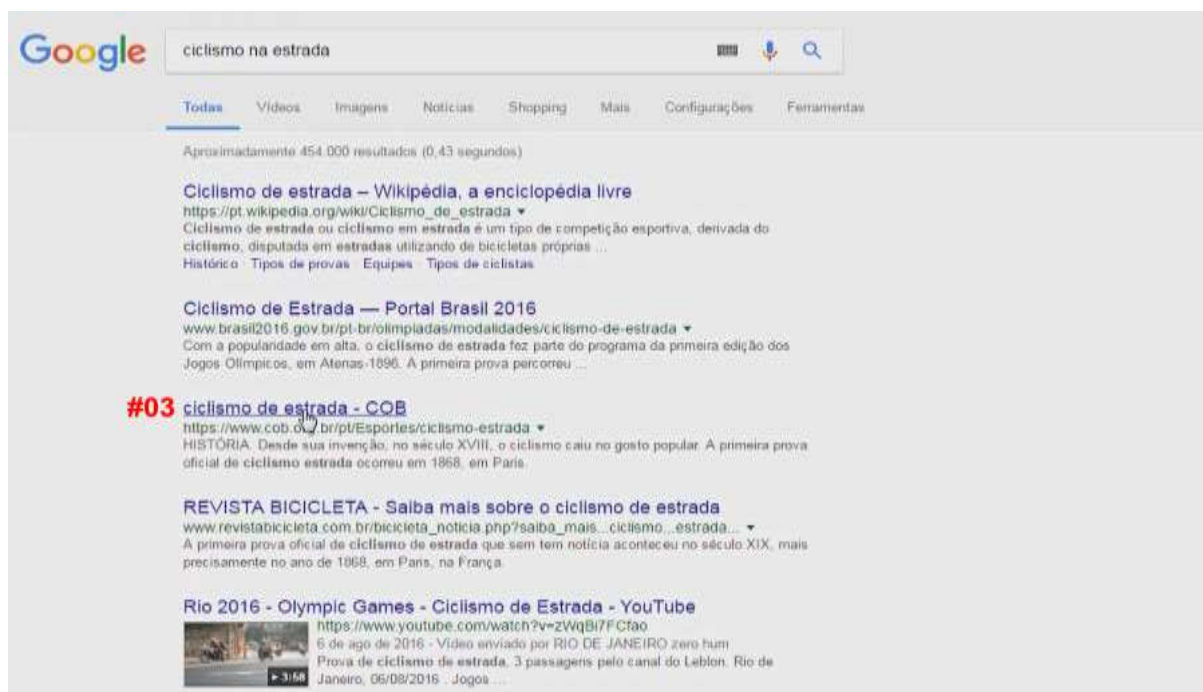 Google
ciclismo na estrada
Todas Vídeos Imagens Notícias Shopping Mais Configurações Ferramentas
Aproximadamente 454.000 resultados (0,43 segundos)
Ciclismo de estrada – Wikipédia, a enciclopédia livre
https://pt.wikipedia.org/wiki/Ciclismo_de_estrada
Ciclismo de estrada ou ciclismo em estrada é um tipo de competição esportiva, derivada do
ciclismo, disputada em estradas utilizando de bicicletas próprias ...
Histórico Tipos de provas Equipes Tipos de ciclistas
Ciclismo de Estrada — Portal Brasil 2016
www.brasil2016.gov.br/pt-br/olimpiadas/modalidades/ciclismo-de-estrada
Com a popularidade em alta, o ciclismo de estrada fez parte do programa da primeira edição dos
Jogos Olímpicos, em Atenas-1896. A primeira prova percorreu ...
#03 ciclismo de estrada - COB
https://www.cob.org.br/pt/Esportes/ciclismo-estrada
HISTÓRIA. Desde sua invenção, no século XVIII, o ciclismo caiu no gosto popular. A primeira prova
oficial de ciclismo estrada ocorreu em 1868, em Paris.
REVISTA BICICLETA - Saiba mais sobre o ciclismo de estrada
www.revistabicicleta.com.br/bicicleta_noticia.php?saiba_mais...ciclismo...estrada...
A primeira prova oficial de ciclismo de estrada que sem tem notícia aconteceu no século XIX, mais
precisamente no ano de 1868, em Paris, na França.
Rio 2016 - Olympic Games - Ciclismo de Estrada - YouTube
https://www.youtube.com/watch?v=zWqBi7FCfao
6 de ago de 2016 - Vídeo enviado por RIO DE JANEIRO zero hum
Prova de ciclismo de estrada, 3 passagens pelo canal do Leblon. Rio de
3:58 Janeiro, 06/08/2016 . Jogos ...